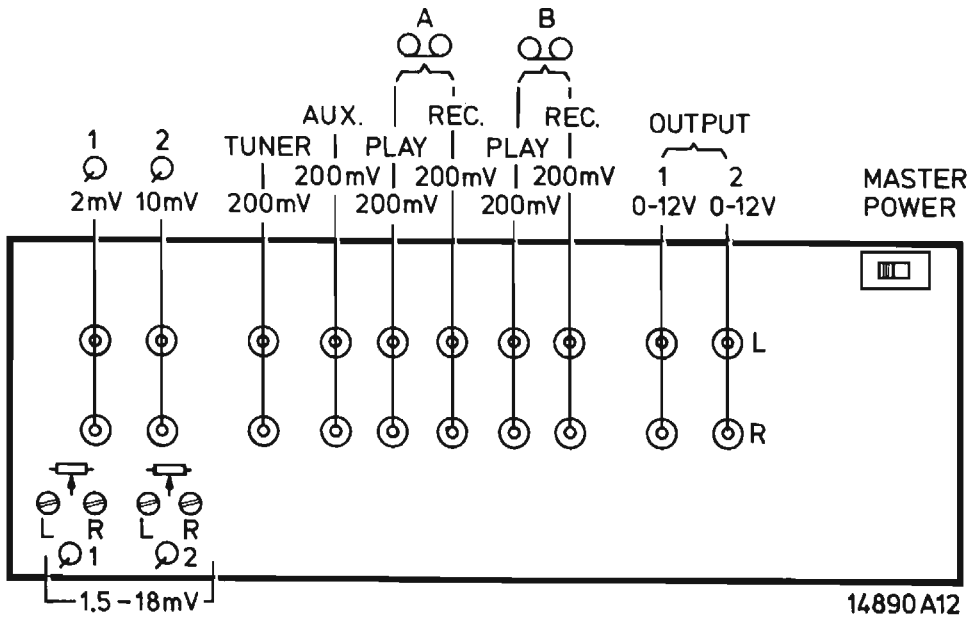 A B
AUX. REC. REC.
1 2 TUNER PLAY PLAY OUTPUT
200mV 200mV 200mV 1 2 MASTER
2mV 10mV 200mV 200mV 200mV 0-12V 0-12V POWER
L
R
L R L R
1 2
1.5-18mV 14890 A12